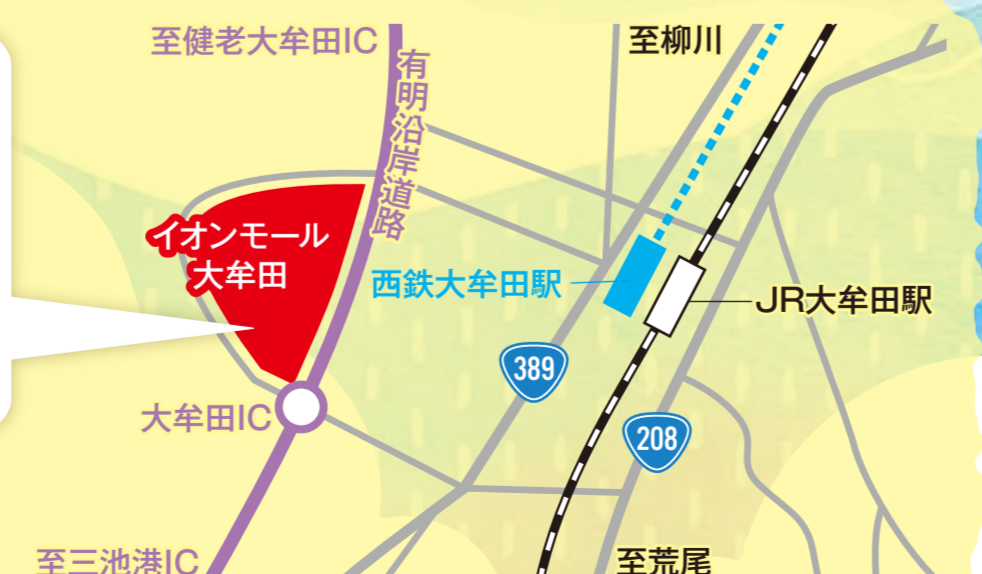 至健老大牟田IC
至柳川
有明沿岸道路
イオンモール
大牟田
西鉄大牟田駅
JR大牟田駅
389
大牟田IC
208
至三池港IC
至荒尾